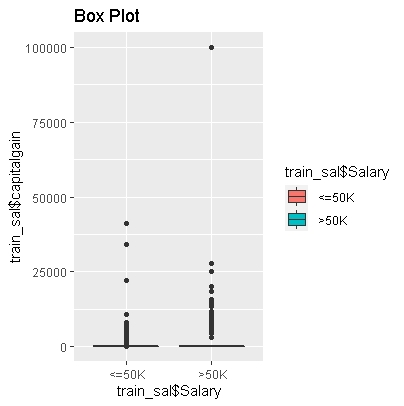 Box Plot
100000
75000
50000
25000
0
train_sal$capitalgain
<=50K
>50K
train_sal$Salary
train_sal$Salary
<=50K
>50K